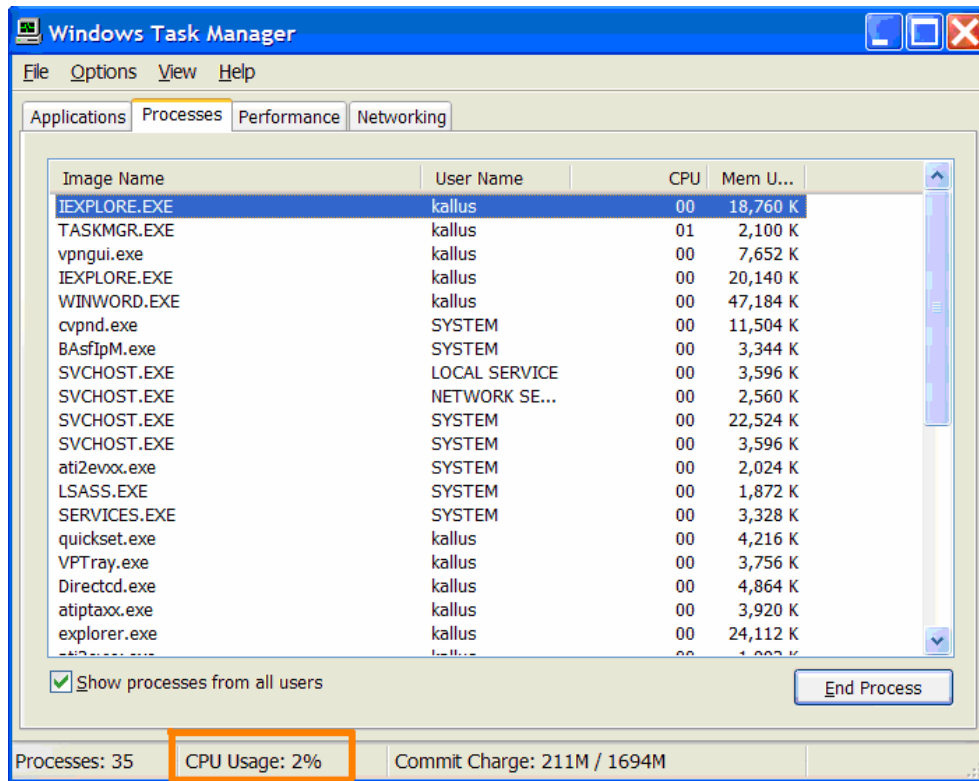 Windows Task Manager
File Options View Help
Applications Processes Performance Networking
Image Name User Name CPU Mem U...
IEXPLORE.EXE kallus 00 18,760 K
TASKMGR.EXE kallus 01 2,100 K
vpngui.exe kallus 00 7,652 K
IEXPLORE.EXE kallus 00 20,140 K
WINWORD.EXE kallus 00 47,184 K
cvpnd.exe SYSTEM 00 11,504 K
BAsfIpM.exe SYSTEM 00 3,344 K
SVCHOST.EXE LOCAL SERVICE 00 3,596 K
SVCHOST.EXE NETWORK SE... 00 2,560 K
SVCHOST.EXE SYSTEM 00 22,524 K
SVCHOST.EXE SYSTEM 00 3,596 K
ati2evxx.exe SYSTEM 00 2,024 K
LSASS.EXE SYSTEM 00 1,872 K
SERVICES.EXE SYSTEM 00 3,328 K
quickset.exe kallus 00 4,216 K
VPTray.exe kallus 00 3,756 K
Directcd.exe kallus 00 4,864 K
atiptaxx.exe kallus 00 3,920 K
explorer.exe kallus 00 24,112 K
Show processes from all users
End Process
Processes: 35 CPU Usage: 2% Commit Charge: 211M / 1694M